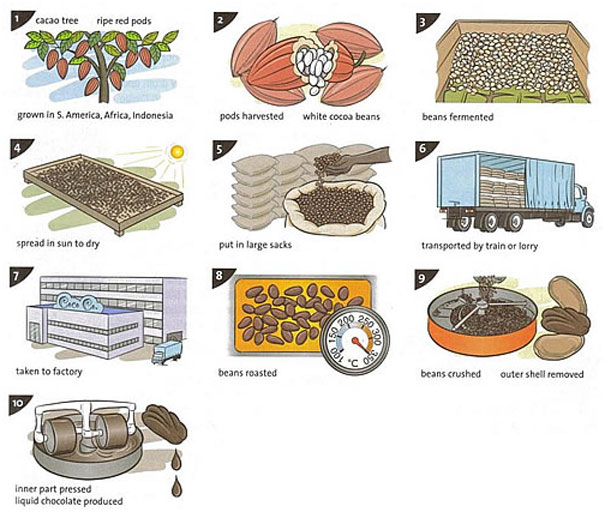 1
cacao tree ripe red pods
grown in S. America, Africa, Indonesia
2
pods harvested white cocoa beans
3
beans fermented
4
spread in sun to dry
5
put in large sacks
6
transported by train or lorry
7
CoCo
taken to factory
8
100 150 200 250 300 350
°C
beans roasted
9
beans crushed outer shell removed
10
inner part pressed
liquid chocolate produced